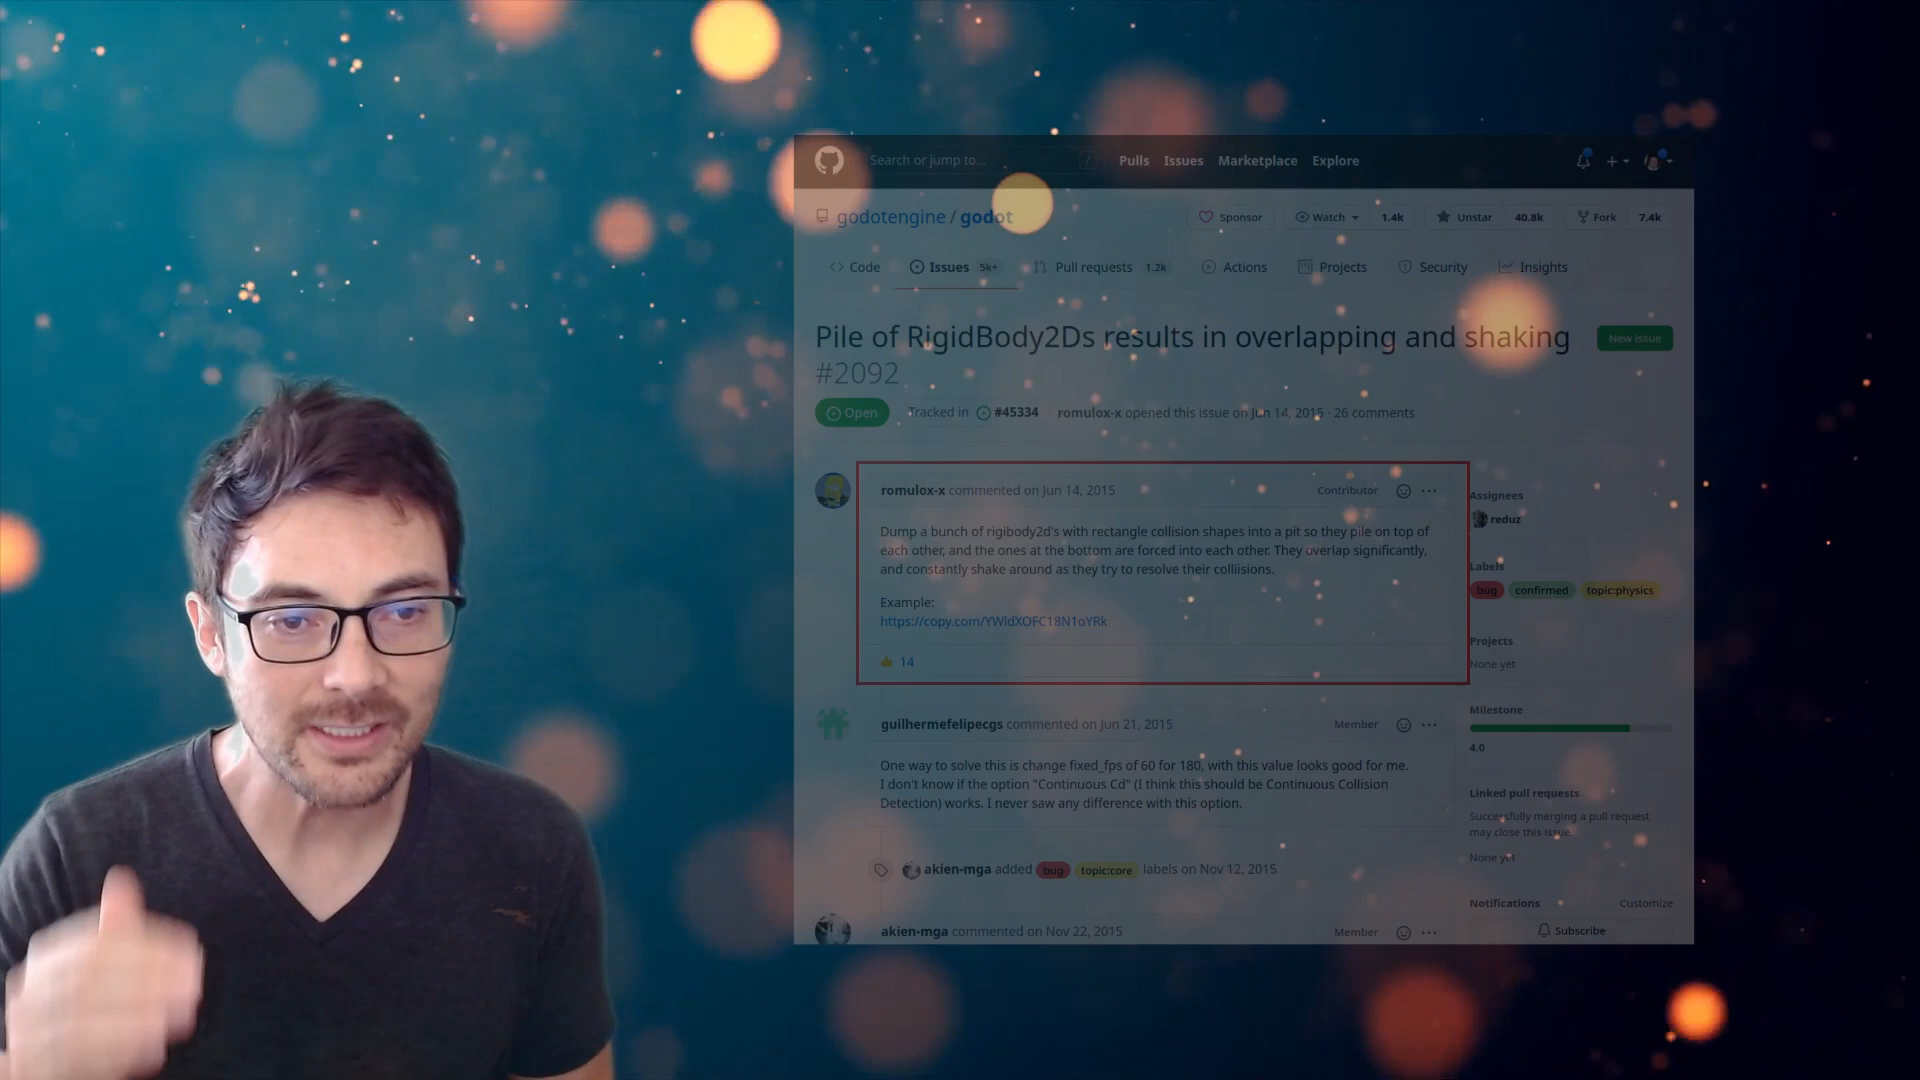 Search or jump to...
/
Pulls Issues Marketplace Explore
godotengine / godot
Sponsor Watch 1.4k Unstar 40.8k Fork 7.4k
Code Issues 5k+ Pull requests 1.2k Actions Projects Security Insights
Pile of RigidBody2Ds results in overlapping and shaking
#2092
New issue
Open Tracked in #45334 romulox-x opened this issue on Jun 14, 2015 · 26 comments
romulox-x commented on Jun 14, 2015 Contributor
Dump a bunch of rigibody2d's with rectangle collision shapes into a pit so they pile on top of
each other, and the ones at the bottom are forced into each other. They overlap significantly,
and constantly shake around as they try to resolve their colliisions.
Example:
https://copy.com/YWldXOFC18N1oYRk
14
guilhermefelipecgs commented on Jun 21, 2015 Member
One way to solve this is change fixed_fps of 60 for 180, with this value looks good for me.
I don't know if the option "Continuous Cd" (I think this should be Continuous Collision
Detection) works. I never saw any difference with this option.
akien-mga added bug topic:core labels on Nov 12, 2015
akien-mga commented on Nov 22, 2015 Member
Assignees
reduz
Labels
bug confirmed topic:physics
Projects
None yet
Milestone
4.0
Linked pull requests
Successfully merging a pull request
may close this issue.
None yet
Notifications Customize
Subscribe